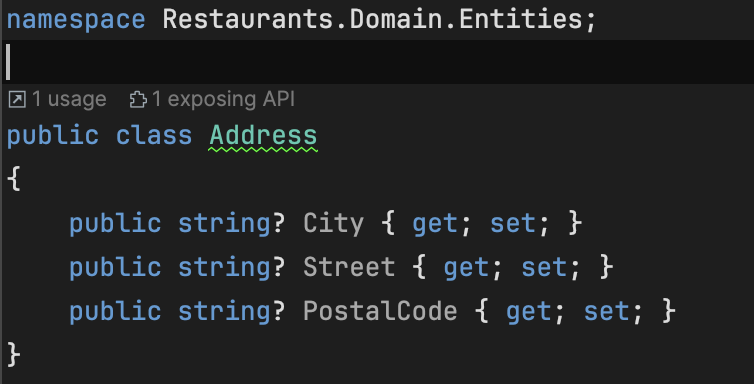 namespace Restaurants.Domain.Entities;
1 usage 1 exposing API
public class Address
{
public string? City { get; set; }
public string? Street { get; set; }
public string? PostalCode { get; set; }
}